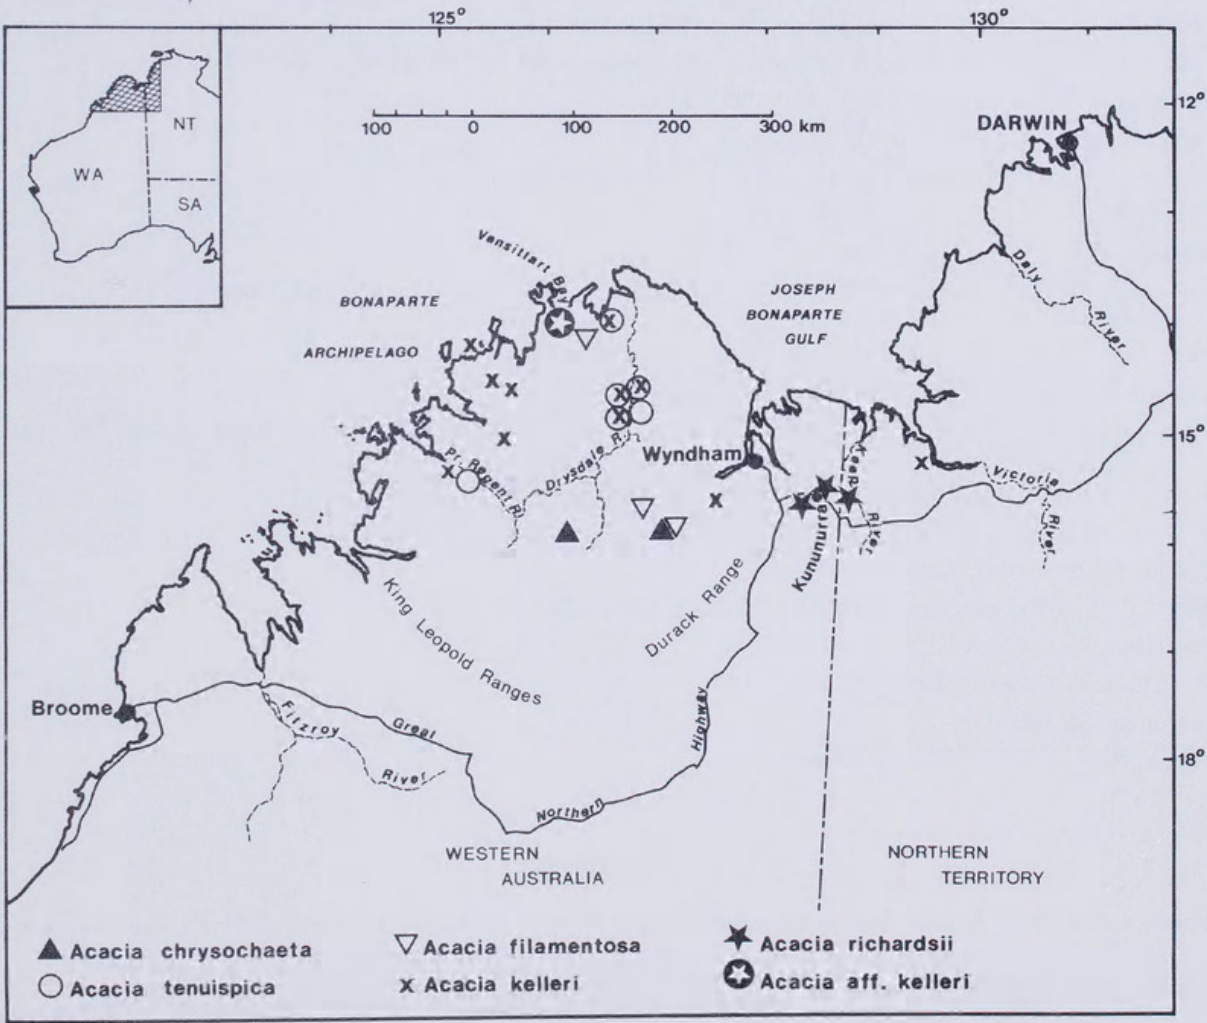 125° 130°
12°
15°
18°
NT
WA
SA
100 0 100 200 300 km
DARWIN
Vansittart Bay
BONAPARTE
ARCHIPELAGO
JOSEPH
BONAPARTE
GULF
Daly
River
Wyndham
Drysdale R.
Pr. Regent R.
Keep
River
Victoria
River
Kununurra
King Leopold Ranges
Durack Range
Broome
Fitzroy
River
Great
Northern
Highway
WESTERN
AUSTRALIA
NORTHERN
TERRITORY
Acacia chrysochaeta
Acacia filamentosa
Acacia richardsii
Acacia tenuispica
x Acacia kelleri
Acacia aff. kelleri